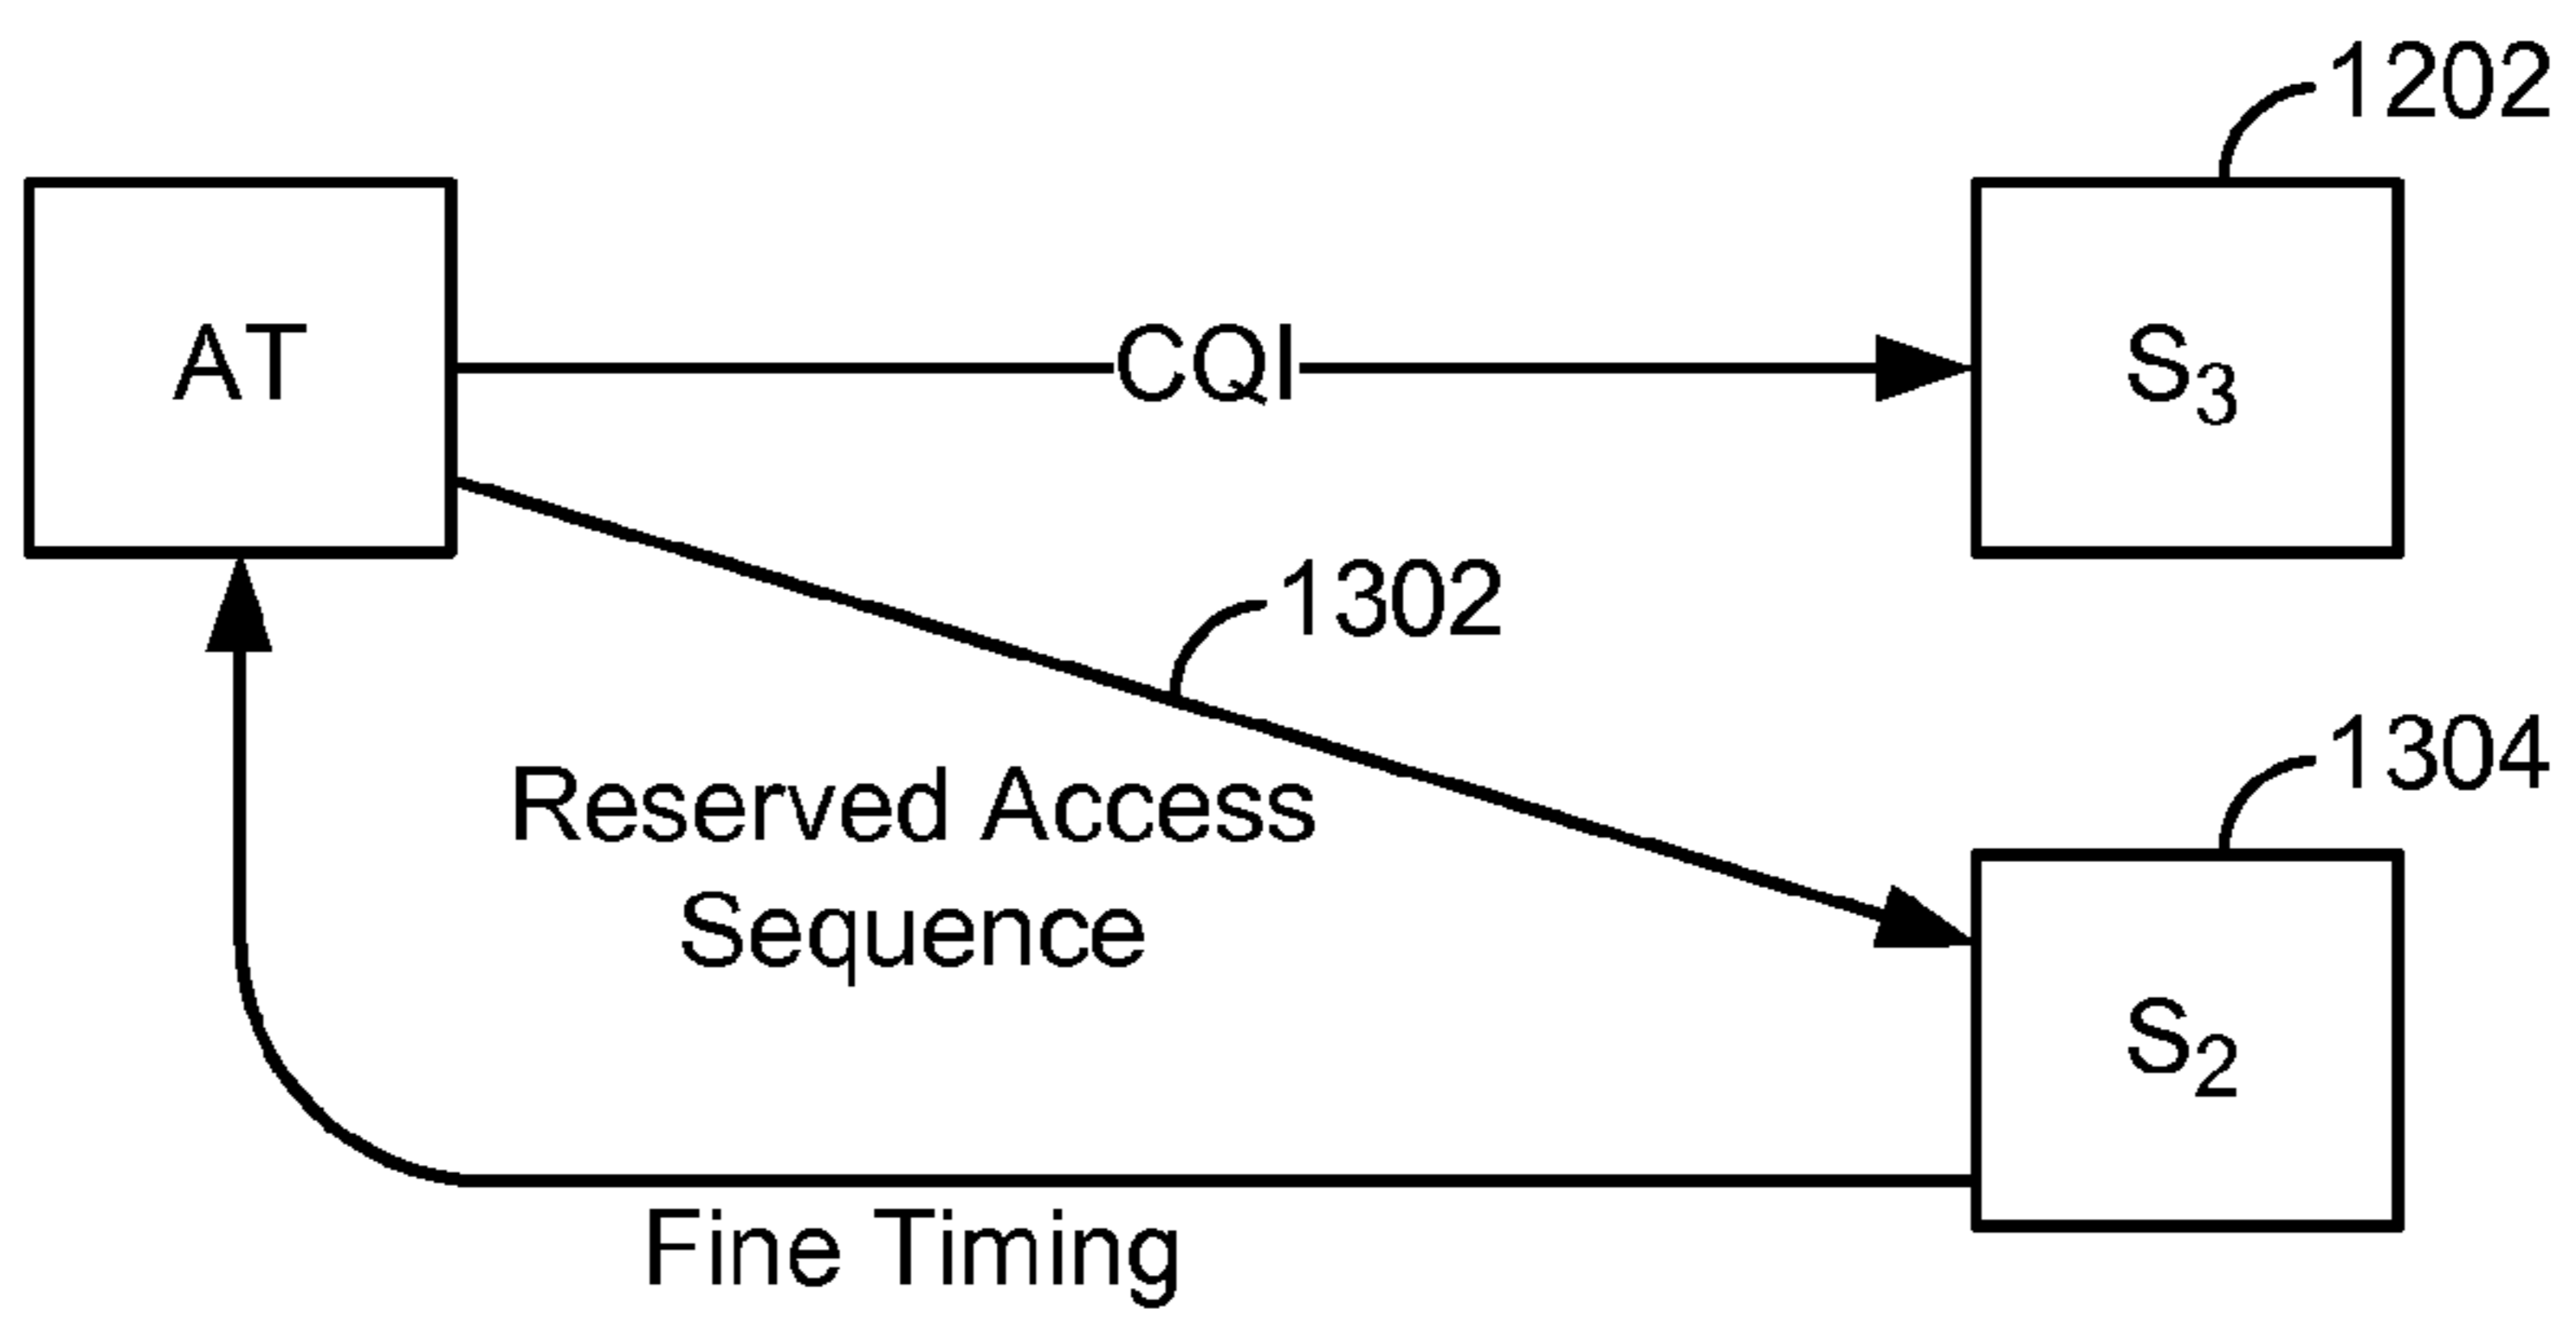 1202
AT
CQI
S3
1302
1304
Reserved Access
Sequence
S2
Fine Timing